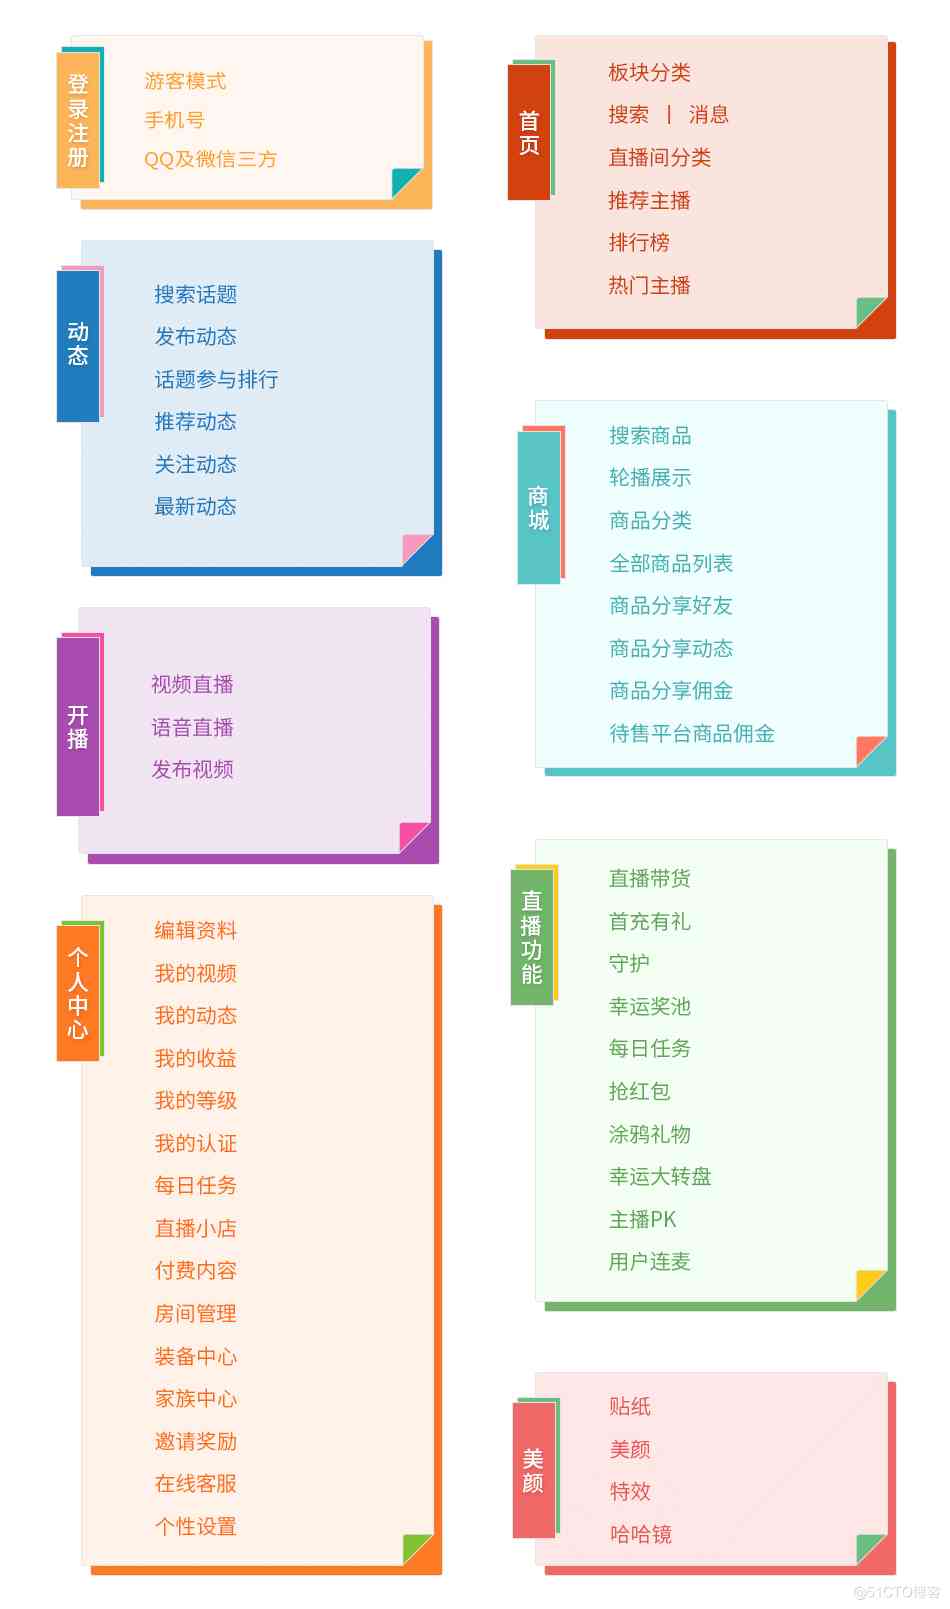 登录注册
游客模式
手机号
QQ及微信三方
动态
搜索话题
发布动态
话题参与排行
推荐动态
关注动态
最新动态
开播
视频直播
语音直播
发布视频
个人中心
编辑资料
我的视频
我的动态
我的收益
我的等级
我的认证
每日任务
直播小店
付费内容
房间管理
装备中心
家族中心
邀请奖励
在线客服
个性设置
首页
板块分类
搜索 | 消息
直播间分类
推荐主播
排行榜
热门主播
商城
搜索商品
轮播展示
商品分类
全部商品列表
商品分享好友
商品分享动态
商品分享佣金
待售平台商品佣金
直播功能
直播带货
首充有礼
守护
幸运奖池
每日任务
抢红包
涂鸦礼物
幸运大转盘
主播PK
用户连麦
美颜
贴纸
美颜
特效
哈哈镜
@51CTO博客